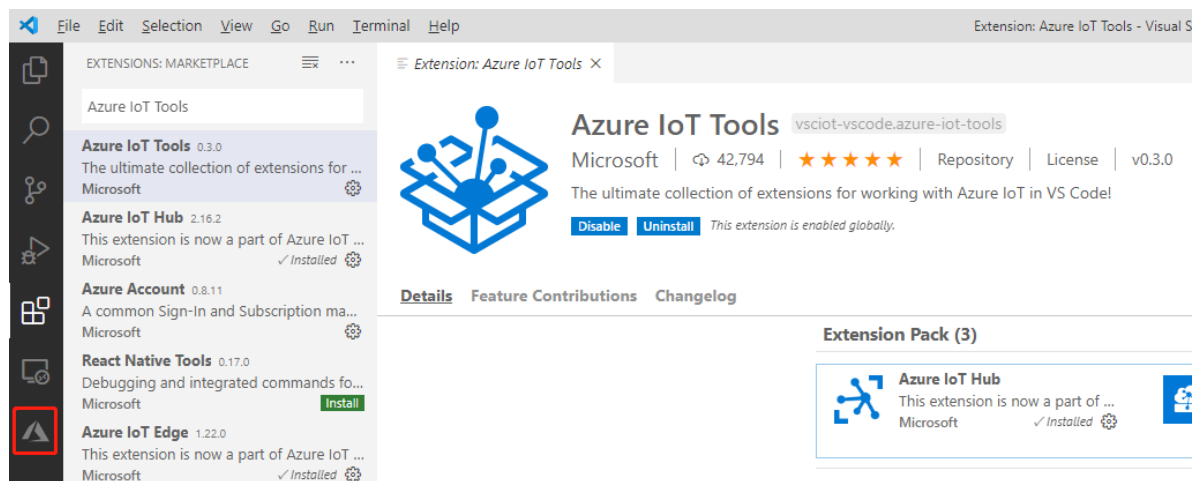 File Edit Selection View Go Run Terminal Help
Extension: Azure IoT Tools - Visual S
EXTENSIONS: MARKETPLACE
Azure IoT Tools
Azure IoT Tools 0.3.0
The ultimate collection of extensions for ...
Microsoft
Azure IoT Hub 2.16.2
This extension is now a part of Azure IoT ...
Microsoft ✓ Installed
Azure Account 0.8.11
A common Sign-In and Subscription ma...
Microsoft
React Native Tools 0.17.0
Debugging and integrated commands fo...
Microsoft Install
Azure IoT Edge 1.22.0
This extension is now a part of Azure IoT ...
Microsoft ✓ Installed
Extension: Azure IoT Tools ×
Azure IoT Tools vsciot-vscode.azure-iot-tools
Microsoft 42,794 ★★★★★ Repository License v0.3.0
The ultimate collection of extensions for working with Azure IoT in VS Code!
Disable Uninstall This extension is enabled globally.
Details Feature Contributions Changelog
Extension Pack (3)
Azure IoT Hub
This extension is now a part of ...
Microsoft ✓ Installed